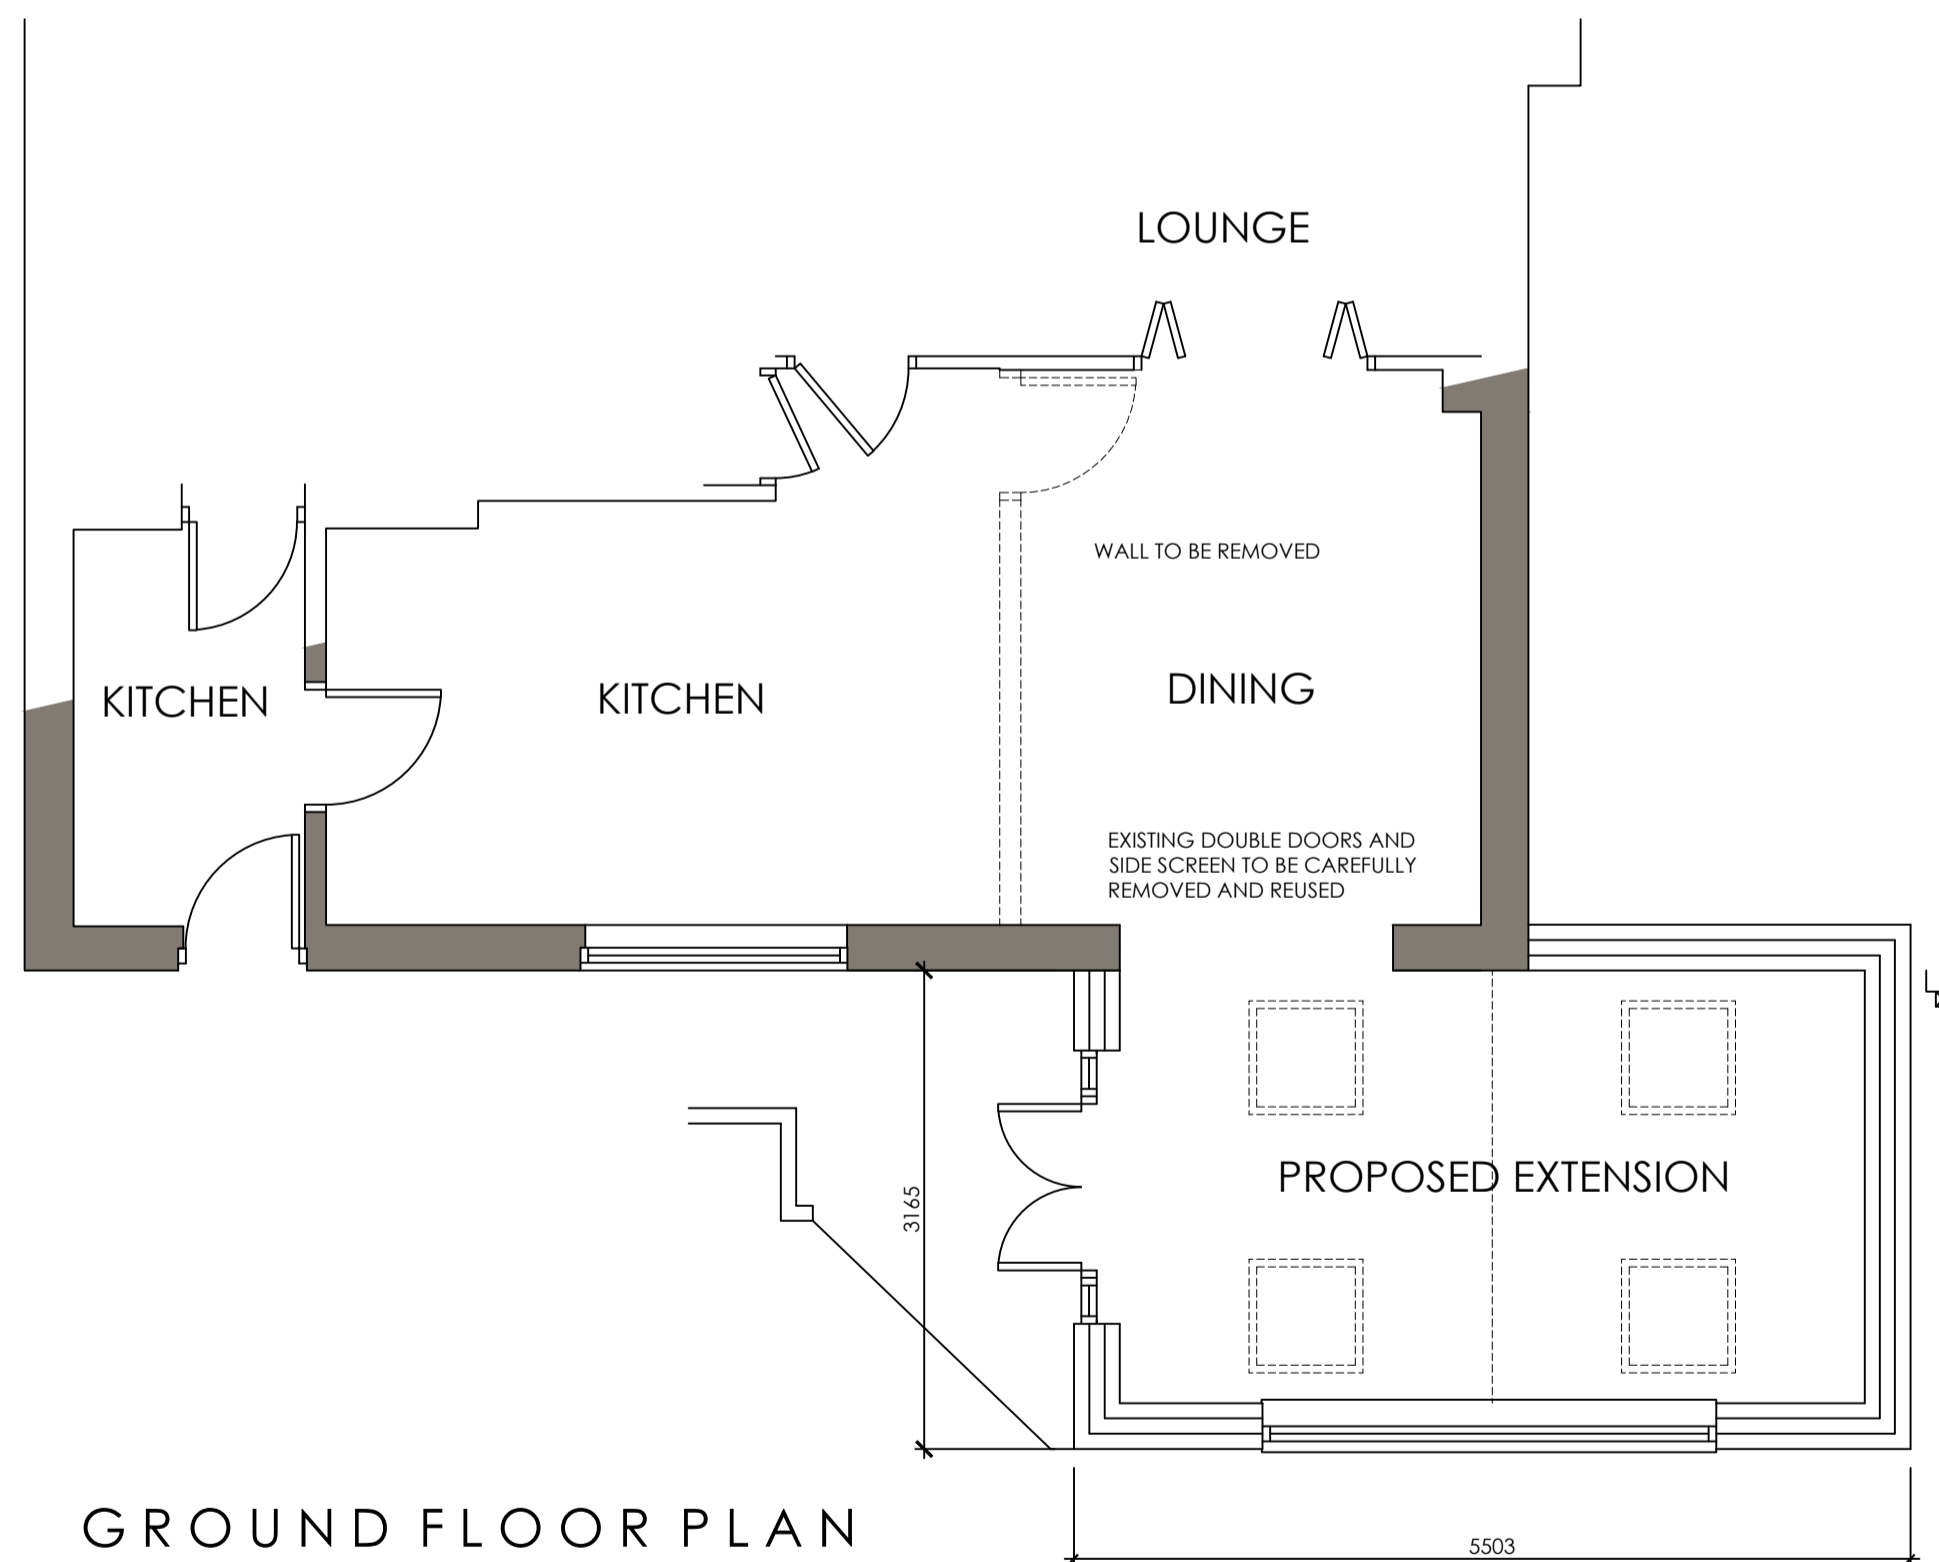 LOUNGE
WALL TO BE REMOVED
KITCHEN
KITCHEN
DINING
EXISTING DOUBLE DOORS AND
SIDE SCREEN TO BE CAREFULLY
REMOVED AND REUSED
3165
PROPOSED EXTENSION
GROUND FLOOR PLAN
5503